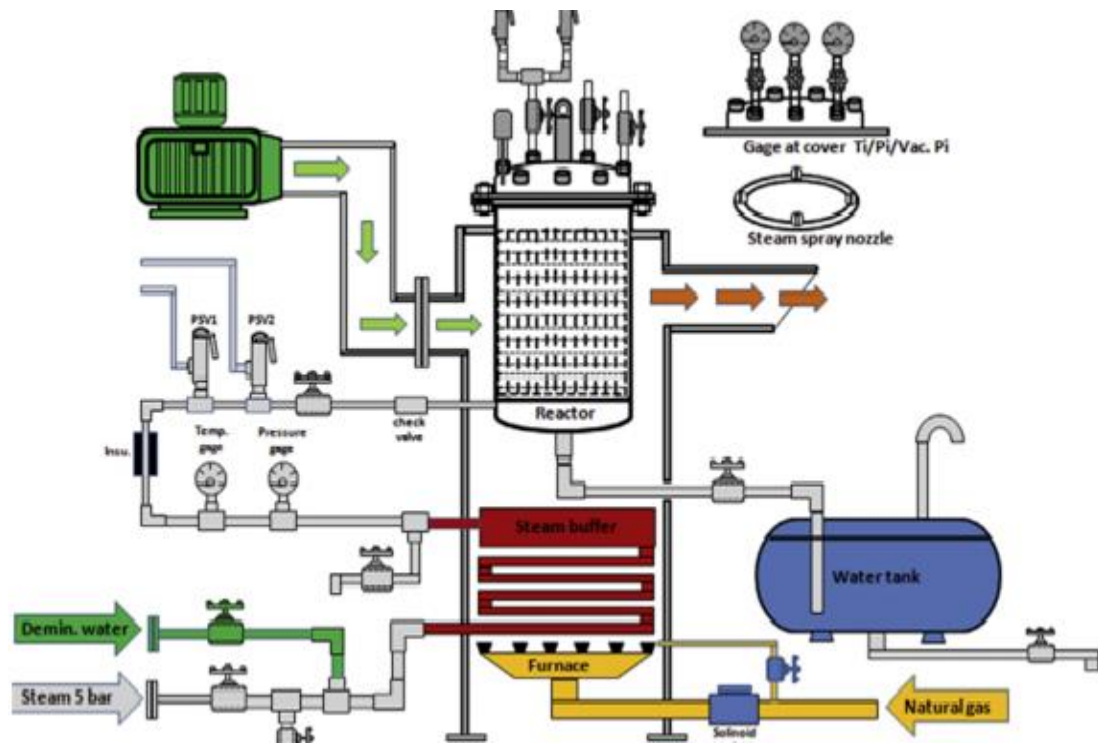 Gage at cover Ti/Pi/Vac. Pi
Steam spray nozzle
PSV1
PSV2
Reactor
check
valve
Temp.
gage
Pressure
gage
Insu.
Steam buffer
Water tank
Demin. water
Furnace
Steam 5 bar
Natural gas
Solnoid